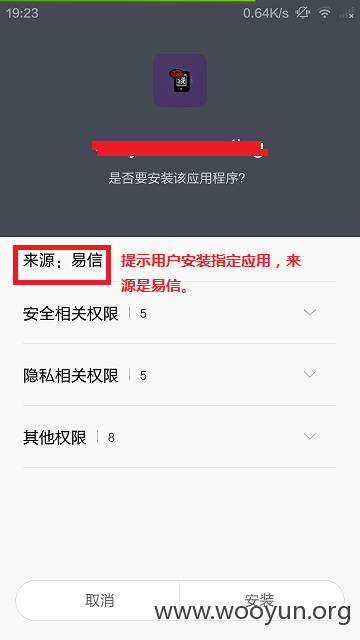 19:23
0.64K/s
是否要安装该应用程序?
来源：易信
提示用户安装指定应用，来
源是易信。
安全相关权限 | 5
隐私相关权限 | 5
其他权限 | 8
取消
安装
www.wooyun.org